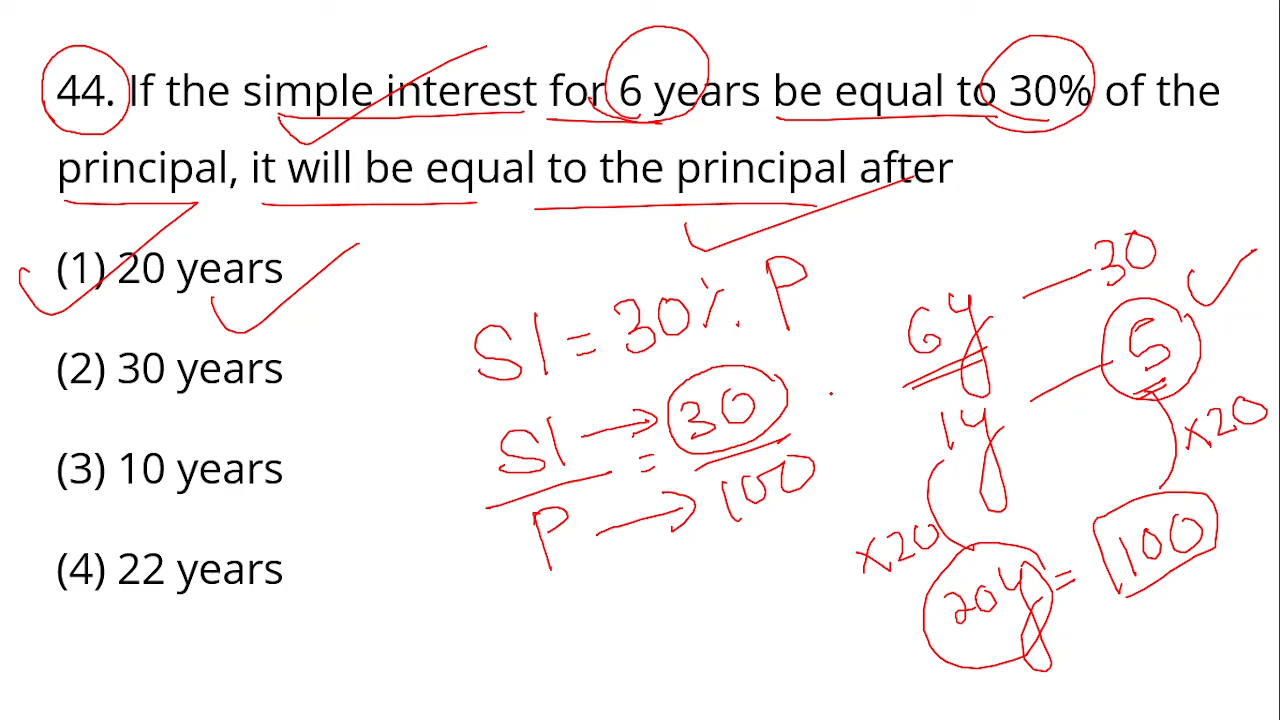 44. If the simple interest for 6 years be equal to 30% of the
principal, it will be equal to the principal after
(1) 20 years
(2) 30 years
(3) 10 years
(4) 22 years
SI = 30% P
SI → 30
P → 100
=
6y — 30
1y — 5
×20 ×20
20y = 100